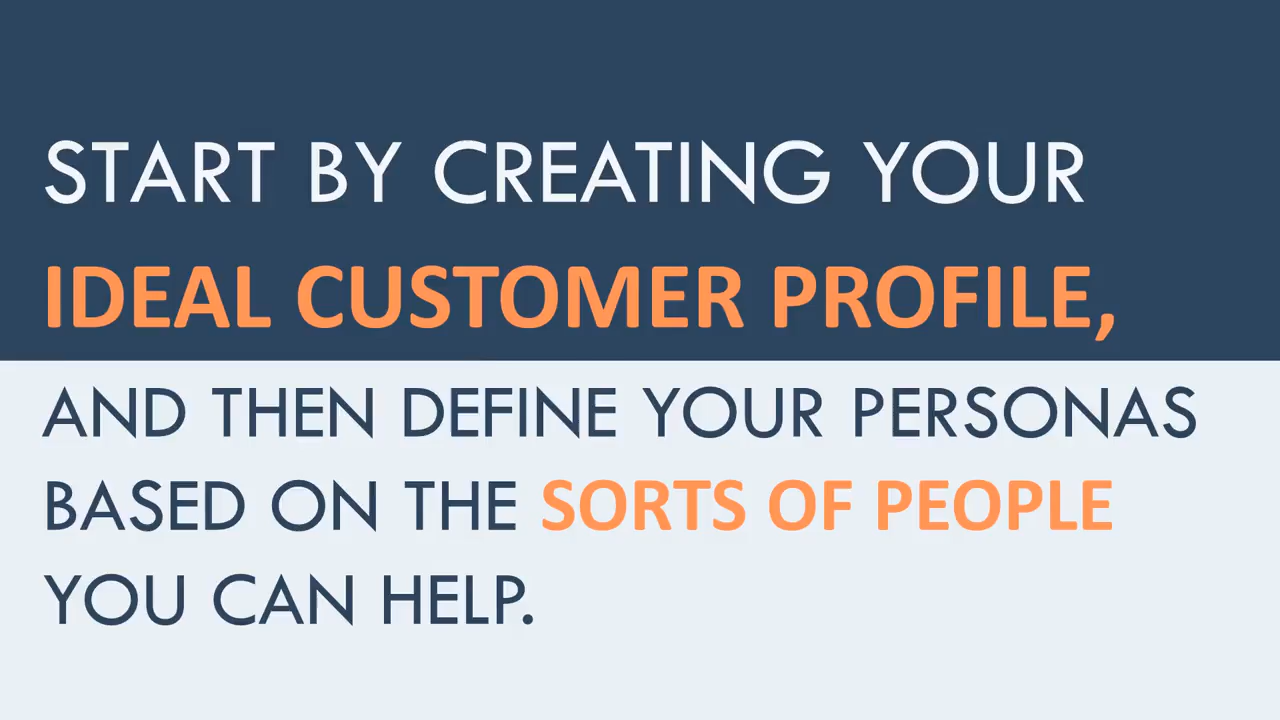 START BY CREATING YOUR
IDEAL CUSTOMER PROFILE,
AND THEN DEFINE YOUR PERSONAS
BASED ON THE SORTS OF PEOPLE
YOU CAN HELP.